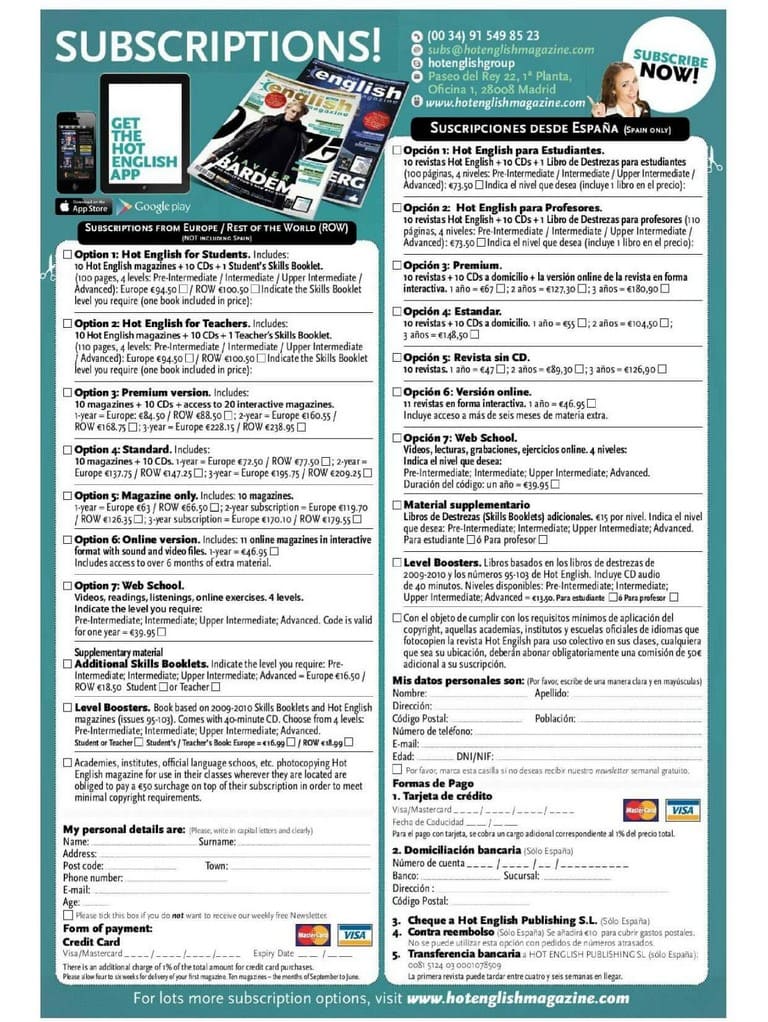 SUBSCRIPTIONS!
(00 34) 91 549 85 23
subs@hotenglishmagazine.com
hotenglishgroup
Paseo del Rey 22, 1ª Planta,
Oficina 1, 28008 Madrid
www.hotenglishmagazine.com
SUBSCRIBE
NOW!
GET
THE
HOT
ENGLISH
APP
App Store
Google play
hot
english
magazine
english
magazine
JAVIER
BARDEM
SUBSCRIPTIONS FROM EUROPE / REST OF THE WORLD (ROW)
(NOT INCLUDING SPAIN)
Option 1: Hot English for Students. Includes:
10 Hot English magazines + 10 CDs + 1 Student's Skills Booklet.
(100 pages, 4 levels: Pre-Intermediate / Intermediate / Upper Intermediate /
Advanced): Europe €94.50 / ROW €100.50 Indicate the Skills Booklet
level you require (one book included in price):
Option 2: Hot English for Teachers. Includes:
10 Hot English magazines + 10 CDs + 1 Teacher's Skills Booklet.
(110 pages, 4 levels: Pre-Intermediate / Intermediate / Upper Intermediate
/ Advanced): Europe €94.50 / ROW €100.50 Indicate the Skills Booklet
level you require (one book included in price):
Option 3: Premium version. Includes:
10 magazines + 10 CDs + access to 20 interactive magazines.
1-year = Europe: €84.50 / ROW €88.50 ; 2-year = Europe €160.55 /
ROW €168.75 ; 3-year = Europe €228.15 / ROW €238.95
Option 4: Standard. Includes:
10 magazines + 10 CDs. 1-year = Europe €72.50 / ROW €77.50 ; 2-year =
Europe €137.75 / ROW €147.25 ; 3-year = Europe €195.75 / ROW €209.25
Option 5: Magazine only. Includes: 10 magazines.
1-year = Europe €63 / ROW €66.50 ; 2-year subscription = Europe €119.70
/ ROW €126.35 ; 3-year subscription = Europe €170.10 / ROW €179.55
Option 6: Online version. Includes: 11 online magazines in interactive
format with sound and video files. 1-year = €46.95
Includes access to over 6 months of extra material.
Option 7: Web School.
Videos, readings, listenings, online exercises. 4 levels.
Indicate the level you require:
Pre-Intermediate; Intermediate; Upper Intermediate; Advanced. Code is valid
for one year = €39.95
Supplementary material
Additional Skills Booklets. Indicate the level you require: Pre-
Intermediate; Intermediate; Upper Intermediate; Advanced = Europe €16.50 /
ROW €18.50 Student or Teacher
Level Boosters. Book based on 2009-2010 Skills Booklets and Hot English
magazines (issues 95-103). Comes with 40-minute CD. Choose from 4 levels:
Pre-Intermediate; Intermediate; Upper Intermediate; Advanced.
Student or Teacher Student's / Teacher's Book: Europe = €16.99 / ROW €18.99
Academies, institutes, official language schoos, etc. photocopying Hot
English magazine for use in their classes wherever they are located are
obliged to pay a €50 surchage on top of their subscription in order to meet
minimal copyright requirements.
My personal details are: (Please, write in capital letters and clearly)
Name: Surname:
Address:
Post code: Town:
Phone number:
E-mail:
Age:
Please tick this box if you do not want to receive our weekly free Newsletter.
Form of payment:
Credit Card
MasterCard VISA
Visa/Mastercard _ _ _ _ / _ _ _ _ / _ _ _ _ / _ _ _ _ Expiry Date _ _ / _ _
There is an additional charge of 1% of the total amount for credit card purchases.
Please allow four to six weeks for delivery of your first magazine. Ten magazines – the months of September to June.
SUSCRIPCIONES DESDE ESPAÑA (SPAIN ONLY)
Opción 1: Hot English para Estudiantes.
10 revistas Hot English + 10 CDs + 1 Libro de Destrezas para estudiantes
(100 páginas, 4 niveles: Pre-Intermediate / Intermediate / Upper Intermediate /
Advanced): €73.50 Indica el nivel que desea (incluye 1 libro en el precio):
Opción 2: Hot English para Profesores.
10 revistas Hot English + 10 CDs + 1 Libro de Destrezas para profesores (110
páginas, 4 niveles: Pre-Intermediate / Intermediate / Upper Intermediate /
Advanced): €73.50 Indica el nivel que desea (incluye 1 libro en el precio):
Opción 3: Premium.
10 revistas + 10 CDs a domicilio + la versión online de la revista en forma
interactiva. 1 año = €67 ; 2 años = €127,30 ; 3 años = €180,90
Opción 4: Estandar.
10 revistas + 10 CDs a domicilio. 1 año = €55 ; 2 años = €104,50 ;
3 años = €148,50
Opción 5: Revista sin CD.
10 revistas. 1 año = €47 ; 2 años = €89,30 ; 3 años = €126,90
Opción 6: Versión online.
11 revistas en forma interactiva. 1 año = €46.95
Incluye acceso a más de seis meses de materia extra.
Opción 7: Web School.
Videos, lecturas, grabaciones, ejercicios online. 4 niveles:
Indica el nivel que desea:
Pre-Intermediate; Intermediate; Upper Intermediate; Advanced.
Duración del código: un año = €39.95
Material supplementario
Libros de Destrezas (Skills Booklets) adicionales. €15 por nivel. Indica el nivel
que desea: Pre-Intermediate; Intermediate; Upper Intermediate; Advanced.
Para estudiante ó Para profesor
Level Boosters. Libros basados en los libros de destrezas de
2009-2010 y los números 95-103 de Hot English. Incluye CD audio
de 40 minutos. Niveles disponibles: Pre-Intermediate; Intermediate;
Upper Intermediate; Advanced = €13.50. Para estudiante ó Para profesor
Con el objeto de cumplir con los requisitos mínimos de aplicación del
copyright, aquellas academias, institutos y escuelas oficiales de idiomas que
fotocopien la revista Hot English para uso colectivo en sus clases, cualquiera
que sea su ubicación, deberán abonar obligatoriamente una comisión de 50€
adicional a su suscripción.
Mis datos personales son: (Por favor, escribe de una manera clara y en mayúsculas)
Nombre: Apellido:
Dirección:
Código Postal: Población:
Número de teléfono:
E-mail:
Edad: DNI/NIF:
Por favor, marca esta casilla si no deseas recibir nuestro newsletter semanal gratuito.
Formas de Pago
1. Tarjeta de crédito
Visa/Mastercard _ _ _ _ / _ _ _ _ / _ _ _ _ / _ _ _ _
MasterCard VISA
Fecha de Caducidad _ _ / _ _
Para el pago con tarjeta, se cobra un cargo adicional correspondiente al 1% del precio total.
2. Domiciliación bancaria (Sólo España)
Número de cuenta _ _ _ _ / _ _ _ _ / _ _ / _ _ _ _ _ _ _ _ _ _
Banco: Sucursal:
Dirección :
Código Postal:
3. Cheque a Hot English Publishing S.L. (Sólo España)
4. Contra reembolso (Sólo España) Se añadirá €10 para cubrir gastos postales.
No se puede utilizar esta opción con pedidos de números atrasados.
5. Transferencia bancaria a HOT ENGLISH PUBLISHING SL (sólo España):
0081 5124 03 0001078509
La primera revista puede tardar entre cuatro y seis semanas en llegar.
For lots more subscription options, visit www.hotenglishmagazine.com